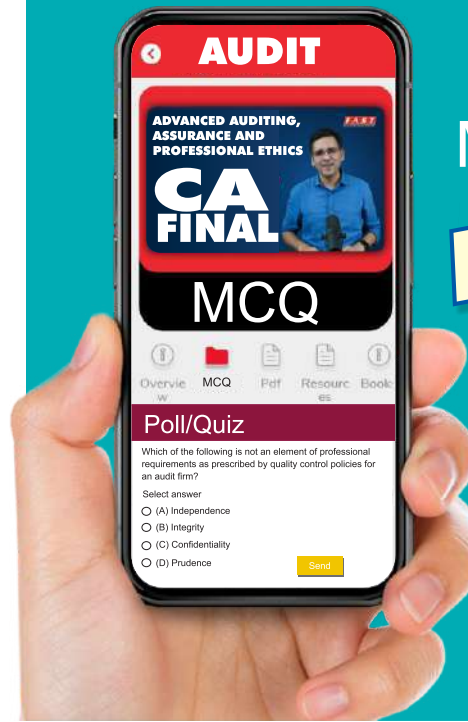 AUDIT
ADVANCED AUDITING,
ASSURANCE AND
PROFESSIONAL ETHICS
FAST
CA
FINAL
MCQ
Overvie
w
MCQ
Pdf
Resourc
es
Book
Poll/Quiz
Which of the following is not an element of professional
requirements as prescribed by quality control policies for
an audit firm?
Select answer
(A) Independence
(B) Integrity
(C) Confidentiality
(D) Prudence
Send